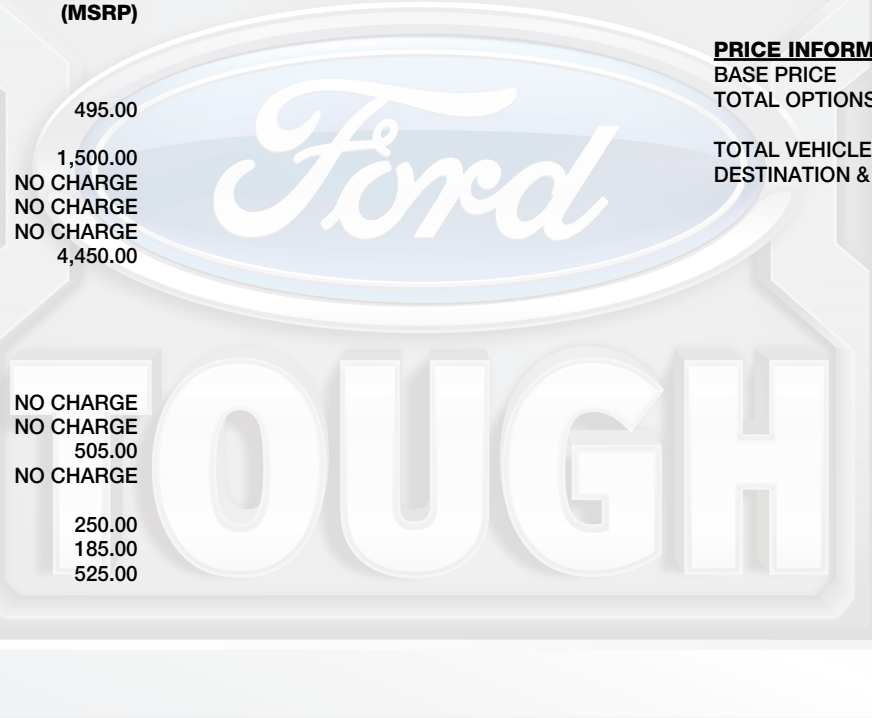 (MSRP)
495.00
1,500.00
NO CHARGE
NO CHARGE
NO CHARGE
4,450.00
NO CHARGE
NO CHARGE
505.00
NO CHARGE
250.00
185.00
525.00
PRICE INFORM
BASE PRICE
TOTAL OPTIONS
TOTAL VEHICLE
DESTINATION &
Ford
TOUGH